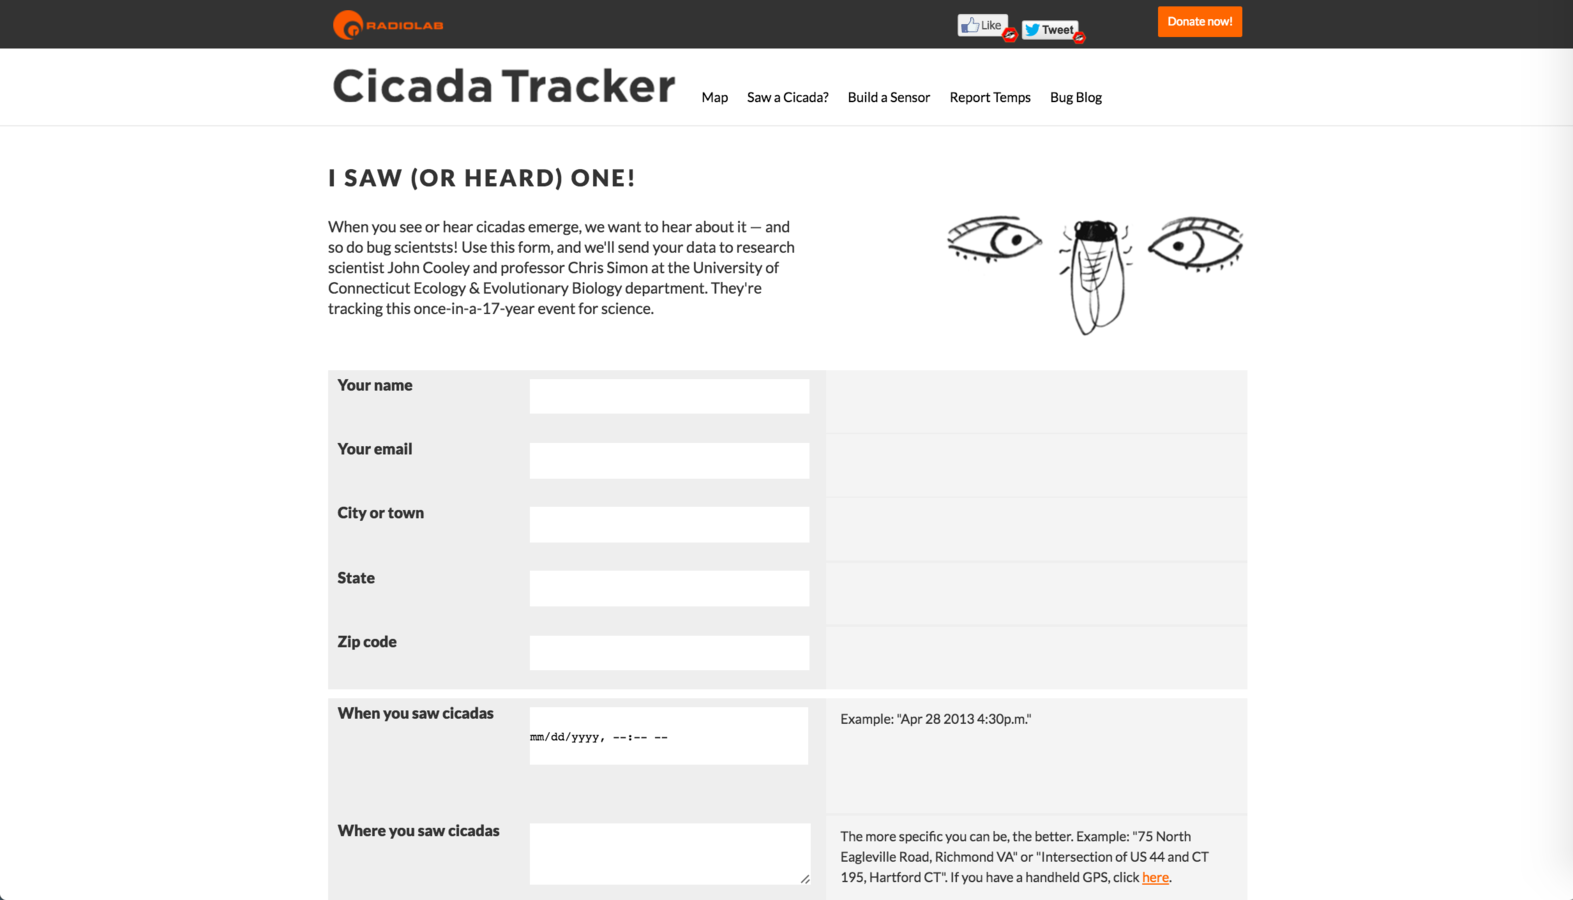 RADIOLAB
Like
Tweet
Donate now!
Cicada Tracker
Map
Saw a Cicada?
Build a Sensor
Report Temps
Bug Blog
I SAW (OR HEARD) ONE!
When you see or hear cicadas emerge, we want to hear about it — and
so do bug scientsts! Use this form, and we'll send your data to research
scientist John Cooley and professor Chris Simon at the University of
Connecticut Ecology & Evolutionary Biology department. They're
tracking this once-in-a-17-year event for science.
Your name
Your email
City or town
State
Zip code
When you saw cicadas
mm/dd/yyyy, --:-- --
Example: "Apr 28 2013 4:30p.m."
Where you saw cicadas
The more specific you can be, the better. Example: "75 North
Eagleville Road, Richmond VA" or "Intersection of US 44 and CT
195, Hartford CT". If you have a handheld GPS, click here.